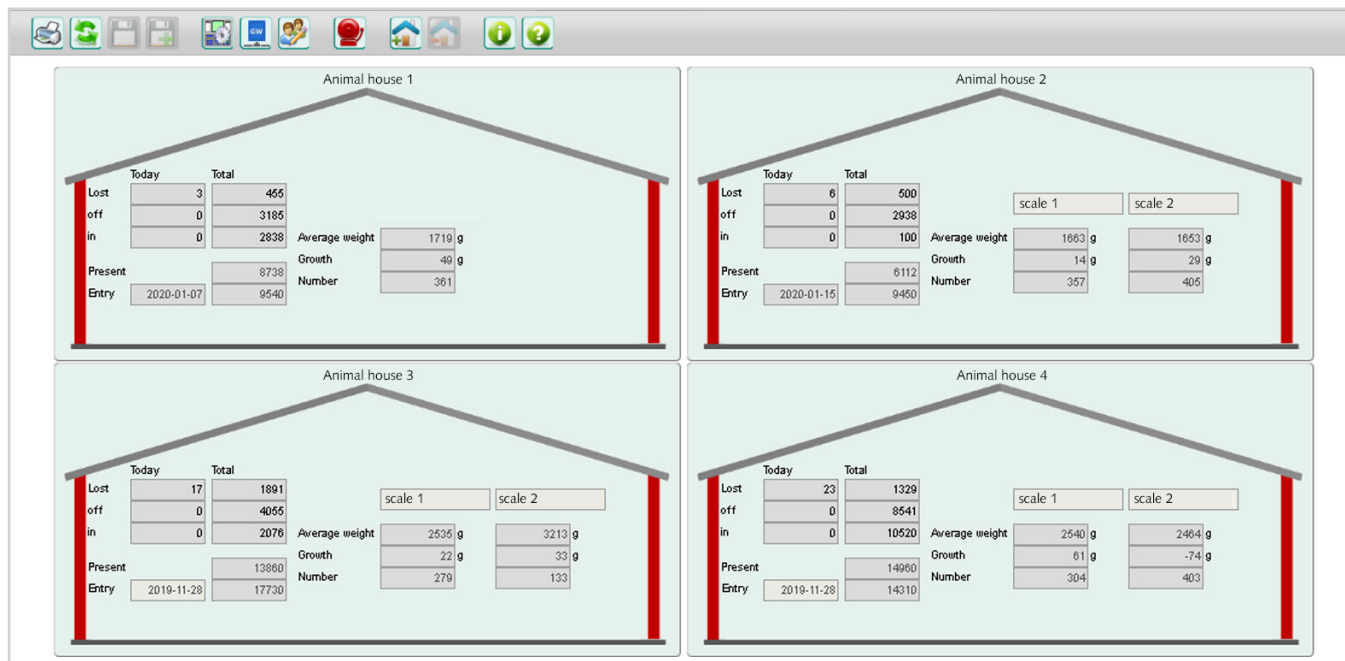 GW
i
?
Animal house 1
Today Total
Lost 3 455
off 0 3185
in 0 2838 Average weight 1719 g
Growth 49 g
Present 8738
Number 361
Entry 2020-01-07 9540
Animal house 2
Today Total
Lost 6 500
scale 1 scale 2
off 0 2938
in 0 100 Average weight 1663 g 1653 g
Growth 14 g 29 g
Present 6112
Number 357 405
Entry 2020-01-15 9450
Animal house 3
Today Total
Lost 17 1891
scale 1 scale 2
off 0 4055
in 0 2076 Average weight 2535 g 3213 g
Growth 22 g 33 g
Present 13860
Number 279 133
Entry 2019-11-28 17730
Animal house 4
Today Total
Lost 23 1329
scale 1 scale 2
off 0 8541
in 0 10520 Average weight 2540 g 2464 g
Growth 61 g -74 g
Present 14960
Number 304 403
Entry 2019-11-28 14310